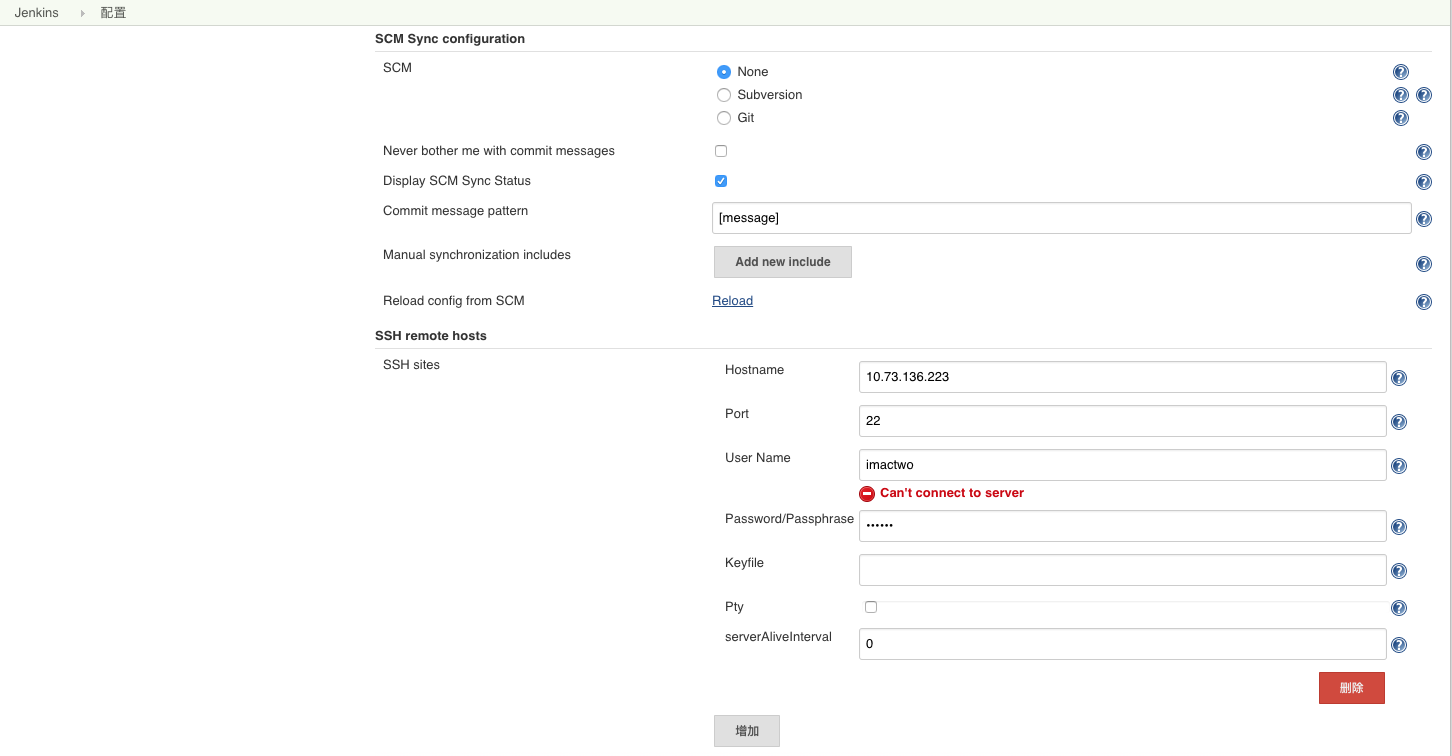 Jenkins 配置
SCM Sync configuration
SCM
None
Subversion
Git
Never bother me with commit messages
Display SCM Sync Status
Commit message pattern
[message]
Manual synchronization includes
Add new include
Reload config from SCM
Reload
SSH remote hosts
SSH sites
Hostname
10.73.136.223
Port
22
User Name
imactwo
Can't connect to server
Password/Passphrase
••••••
Keyfile
Pty
serverAliveInterval
0
删除
增加